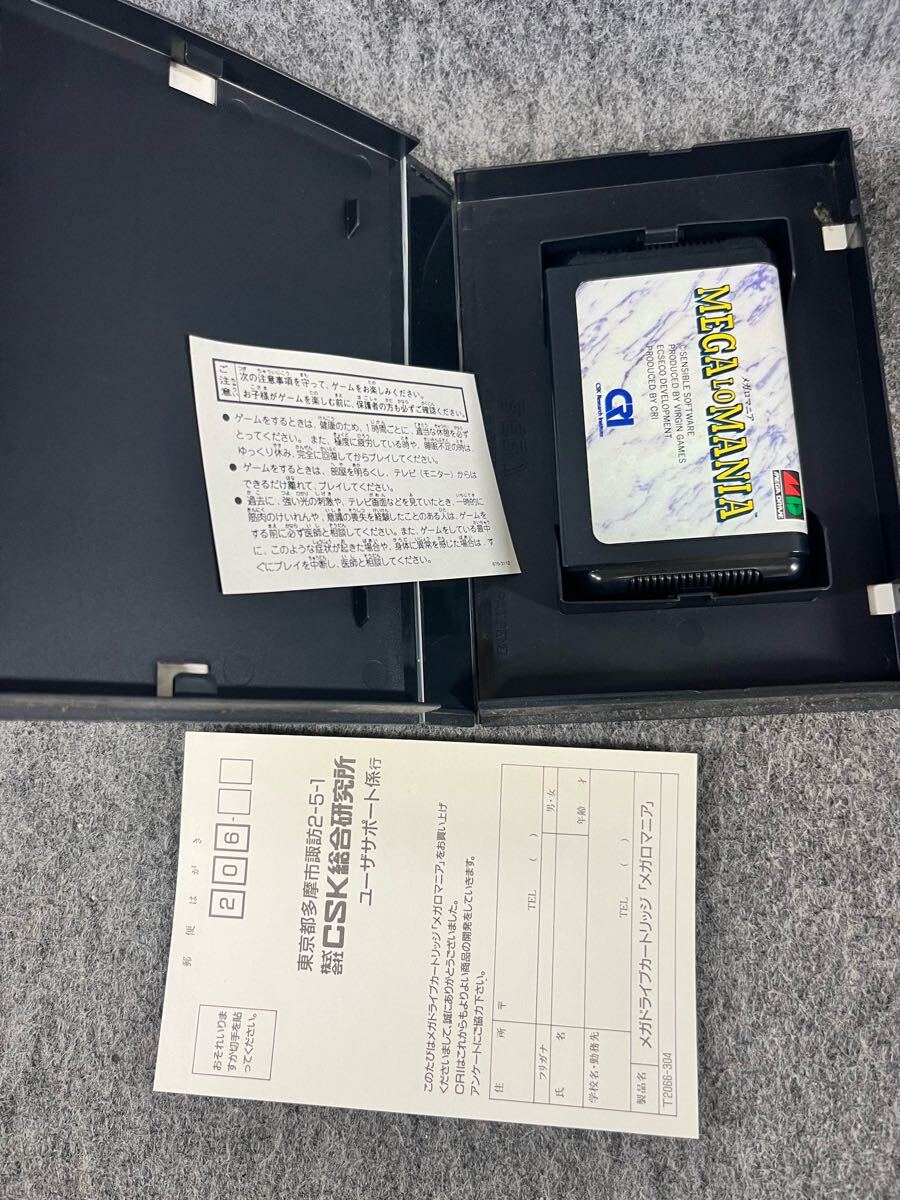 ご注意
次の注意事項を守って、ゲームをお楽しみください。
お子様がゲームを楽しむ前に、保護者の方も必ずご確認ください。
●ゲームをするときは、健康のため、1時間ごとに、適当な休憩を必ず
とってください。また、極度に疲労している時や、睡眠不足の時は、
ゆっくり休み、完全に回復してからプレイしてください。
●ゲームをするときは、部屋を明るくし、テレビ（モニター）からは
できるだけ離れて、プレイしてください。
●過去に、強い光の刺激や、テレビ画面などを見ていたとき、一時的に
筋肉のけいれんや、意識の喪失を経験したことのある人は、ゲームを
する前に必ず医師と相談してください。また、ゲームをしている最中
に、このような症状が起きた場合や、身体に異常を感じた場合は、す
ぐにプレイを中断し、医師と相談してください。
メガロマニア
MEGA LO MANIA
TM
© SENSIBLE SOFTWARE
PRODUCED BY VIRGIN GAMES
ECSECO DEVELOPMENT.
PRODUCED BY CRI
CRI
CSK Research Institute
MEGA DRIVE
SEGA
郵便はがき
206-
おそれいりま
すが切手を貼
ってください。
東京都多摩市諏訪2-5-1
株式会社CSK総合研究所
ユーザサポート係行
このたびはメガドライブカートリッジ「メガロマニア」をお買い上げ
くださいまして、誠にありがとうございました。
CRIはこれからもよりよい商品の開発をしていきます。
アンケートにご協力下さい。
住所 〒
TEL ( )
フリガナ
男・女
氏名
年齢 才
学校名・勤務先
TEL ( )
製品名 メガドライブカートリッジ「メガロマニア」
T2066-304